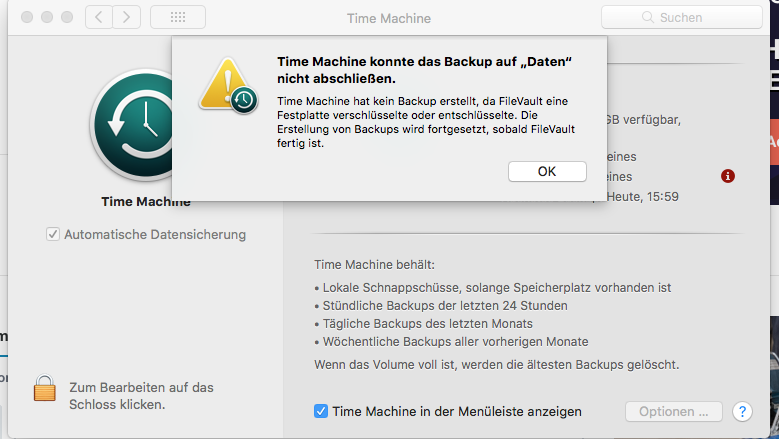 Time Machine
Suchen
Time Machine konnte das Backup auf „Daten“
nicht abschließen.
Time Machine hat kein Backup erstellt, da FileVault eine
Festplatte verschlüsselte oder entschlüsselte. Die
Erstellung von Backups wird fortgesetzt, sobald FileVault
fertig ist.
OK
GB verfügbar,
eines
eines
Heute, 15:59
Time Machine
Automatische Datensicherung
Time Machine behält:
• Lokale Schnappschüsse, solange Speicherplatz vorhanden ist
• Stündliche Backups der letzten 24 Stunden
• Tägliche Backups des letzten Monats
• Wöchentliche Backups aller vorherigen Monate
Wenn das Volume voll ist, werden die ältesten Backups gelöscht.
Zum Bearbeiten auf das
Schloss klicken.
Time Machine in der Menüleiste anzeigen
Optionen ...
?